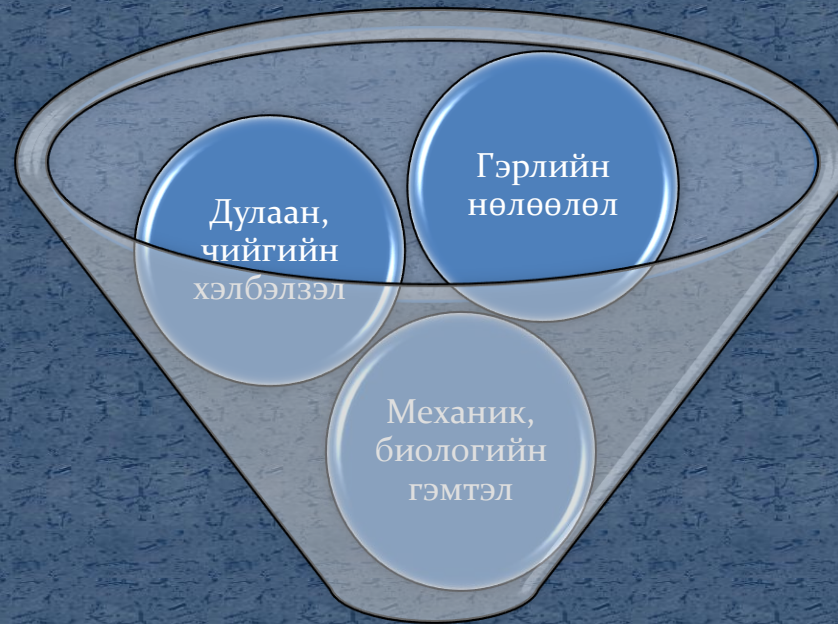 Дулаан,
чийгийн
хэлбэлзэл
Гэрлийн
нөлөөлөл
Механик,
биологийн
гэмтэл